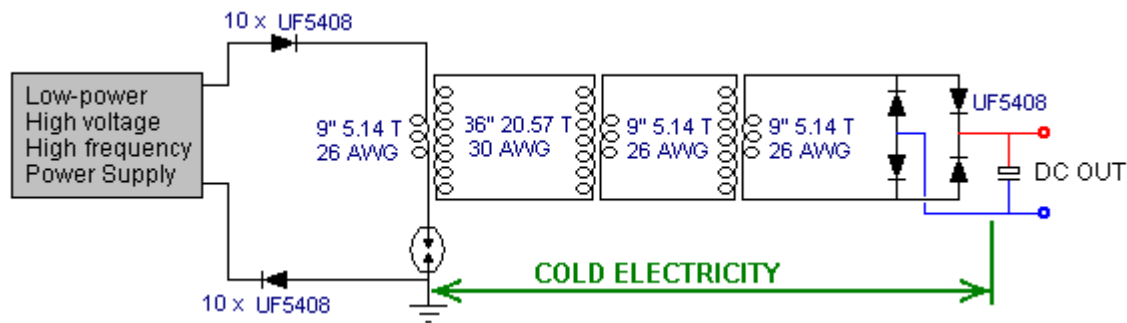 10 x UF5408
Low-power
High voltage
High frequency
Power Supply
9" 5.14 T
26 AWG
36" 20.57 T
30 AWG
9" 5.14 T
26 AWG
9" 5.14 T
26 AWG
UF5408
DC OUT
COLD ELECTRICITY
10 x UF5408